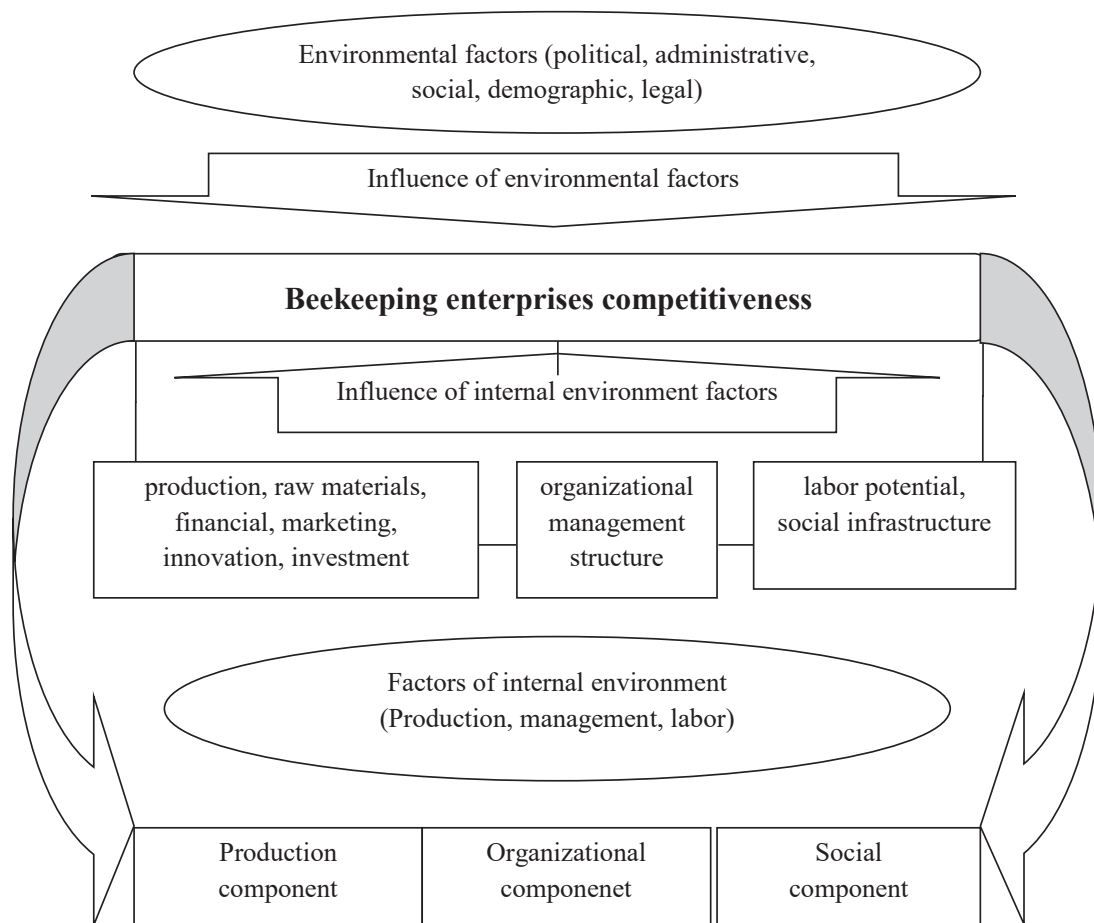 Environmental factors (political, administrative,
social, demographic, legal)
Influence of environmental factors
Beekeeping enterprises competitiveness
Influence of internal environment factors
production, raw materials,
financial, marketing,
innovation, investment
organizational
management
structure
labor potential,
social infrastructure
Factors of internal environment
(Production, management, labor)
Production
component
Organizational
componenet
Social
component